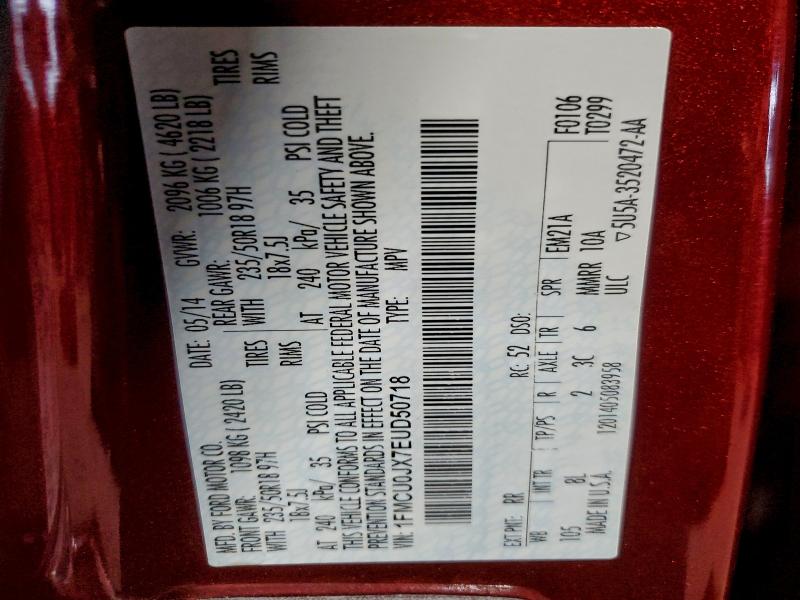 MFD. BY FORD MOTOR CO.
DATE: 05/14 GVWR: 2096 KG ( 4620 LB)
FRONT GAWR: 1098 KG ( 2420 LB) REAR GAWR: 1006 KG ( 2218 LB)
WITH 235/50R18 97H TIRES WITH 235/50R18 97H TIRES
18x7.5J RIMS 18x7.5J RIMS
AT 240 kPa/ 35 PSI COLD AT 240 kPa/ 35 PSI COLD
THIS VEHICLE CONFORMS TO ALL APPLICABLE FEDERAL MOTOR VEHICLE SAFETY AND THEFT
PREVENTION STANDARDS IN EFFECT ON THE DATE OF MANUFACTURE SHOWN ABOVE.
VIN: 1FMCU0JX7EUD50718 TYPE: MPV
EXT PNT: RR RC: 52 DSO: F0106
T0299
WB INT TR TP/PS R AXLE TR SPR EM21A
105 BL 2 3C 6 MMRRR 10A
MADE IN U.S.A. 1201405083958 ULC
▽5U5A-3520472-AA